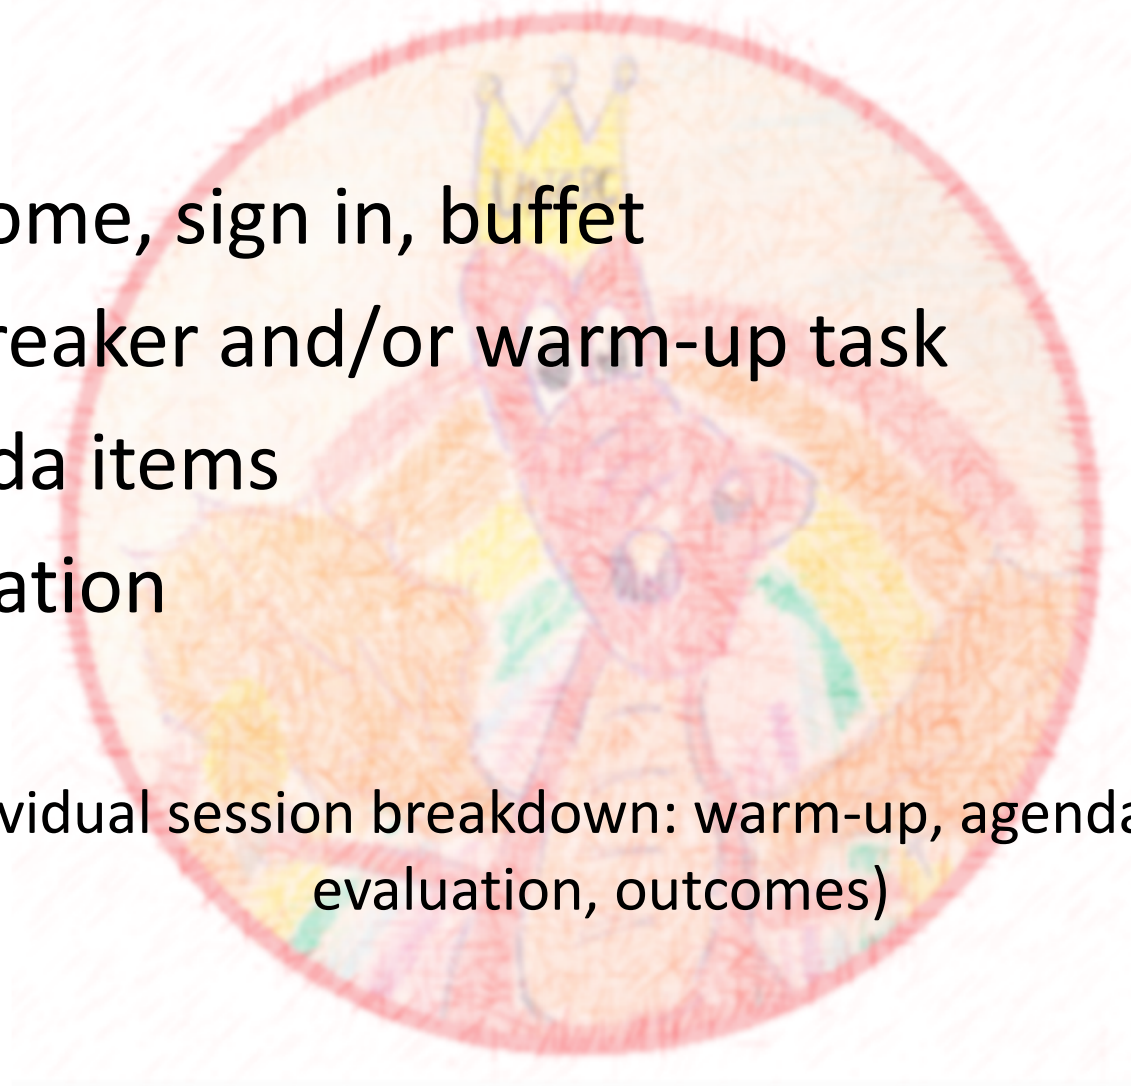 ome, sign in, buffet
reaker and/or warm-up task
da items
ation
vidual session breakdown: warm-up, agenda
evaluation, outcomes)